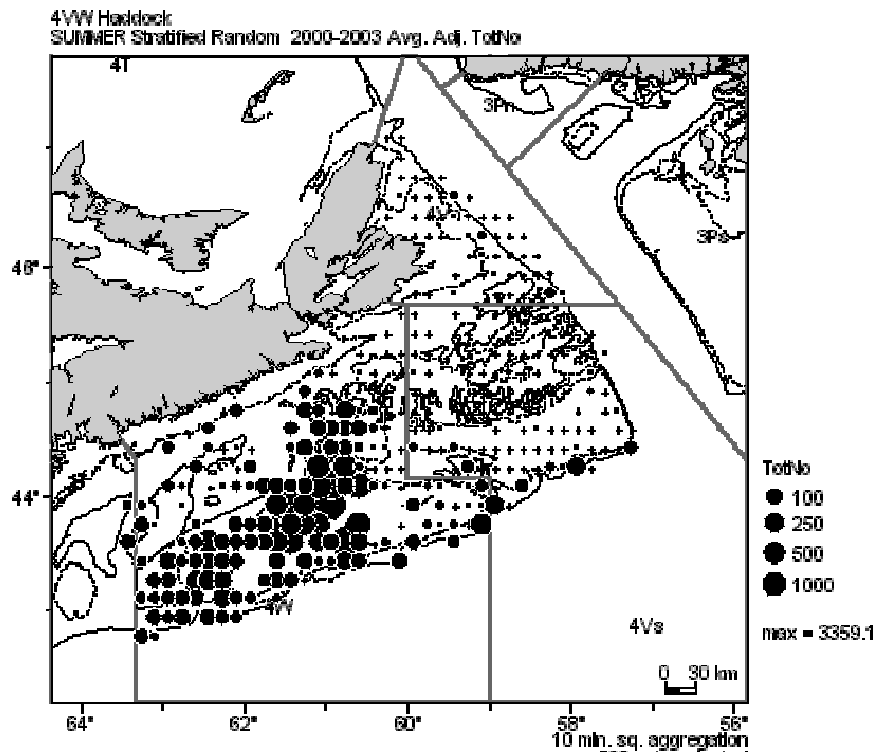 4VW Haddock
SUMMER Stratified Random 2000-2003 Avg. Adj. TotNo
4T
3Pn
3Ps
46°
44°
TotNo
100
250
500
1000
4W
4Vs
max = 3359.1
0 30 km
64° 62° 60° 58° 56°
10 min. sq. aggregation